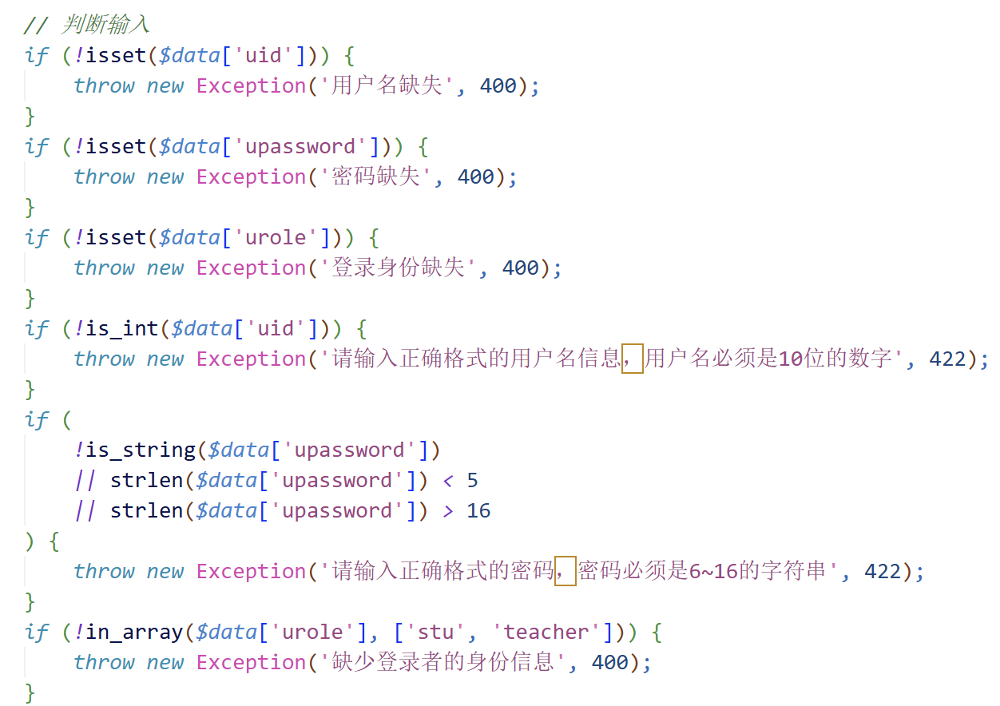 // 判断输入
if (!isset($data['uid'])) {
    throw new Exception('用户名缺失', 400);
}
if (!isset($data['upassword'])) {
    throw new Exception('密码缺失', 400);
}
if (!isset($data['urole'])) {
    throw new Exception('登录身份缺失', 400);
}
if (!is_int($data['uid'])) {
    throw new Exception('请输入正确格式的用户名信息，用户名必须是10位的数字', 422);
}
if (
    !is_string($data['upassword'])
    || strlen($data['upassword']) < 5
    || strlen($data['upassword']) > 16
) {
    throw new Exception('请输入正确格式的密码，密码必须是6~16的字符串', 422);
}
if (!in_array($data['urole'], ['stu', 'teacher'])) {
    throw new Exception('缺少登录者的身份信息', 400);
}